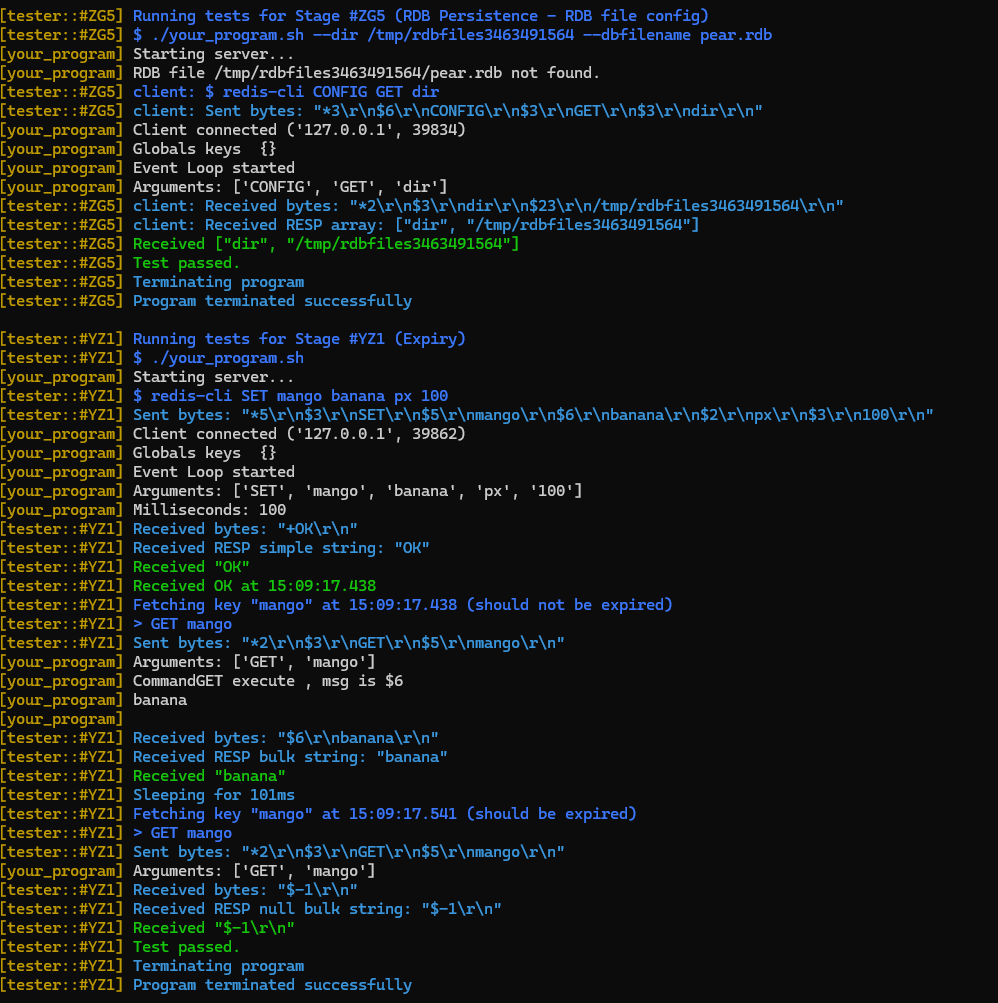 [tester::#ZG5] Running tests for Stage #ZG5 (RDB Persistence - RDB file config)
[tester::#ZG5] $ ./your_program.sh --dir /tmp/rdbfiles3463491564 --dbfilename pear.rdb
[your_program] Starting server...
[your_program] RDB file /tmp/rdbfiles3463491564/pear.rdb not found.
[tester::#ZG5] client: $ redis-cli CONFIG GET dir
[tester::#ZG5] client: Sent bytes: "*3\r\n$6\r\nCONFIG\r\n$3\r\nGET\r\n$3\r\ndir\r\n"
[your_program] Client connected ('127.0.0.1', 39834)
[your_program] Globals keys  {}
[your_program] Event Loop started
[your_program] Arguments: ['CONFIG', 'GET', 'dir']
[tester::#ZG5] client: Received bytes: "*2\r\n$3\r\ndir\r\n$23\r\n/tmp/rdbfiles3463491564\r\n"
[tester::#ZG5] client: Received RESP array: ["dir", "/tmp/rdbfiles3463491564"]
[tester::#ZG5] Received ["dir", "/tmp/rdbfiles3463491564"]
[tester::#ZG5] Test passed.
[tester::#ZG5] Terminating program
[tester::#ZG5] Program terminated successfully
[tester::#YZ1] Running tests for Stage #YZ1 (Expiry)
[tester::#YZ1] $ ./your_program.sh
[your_program] Starting server...
[tester::#YZ1] $ redis-cli SET mango banana px 100
[tester::#YZ1] Sent bytes: "*5\r\n$3\r\nSET\r\n$5\r\nmango\r\n$6\r\nbanana\r\n$2\r\npx\r\n$3\r\n100\r\n"
[your_program] Client connected ('127.0.0.1', 39862)
[your_program] Globals keys  {}
[your_program] Event Loop started
[your_program] Arguments: ['SET', 'mango', 'banana', 'px', '100']
[your_program] Milliseconds: 100
[tester::#YZ1] Received bytes: "+OK\r\n"
[tester::#YZ1] Received RESP simple string: "OK"
[tester::#YZ1] Received "OK"
[tester::#YZ1] Received OK at 15:09:17.438
[tester::#YZ1] Fetching key "mango" at 15:09:17.438 (should not be expired)
[tester::#YZ1] > GET mango
[tester::#YZ1] Sent bytes: "*2\r\n$3\r\nGET\r\n$5\r\nmango\r\n"
[your_program] Arguments: ['GET', 'mango']
[your_program] CommandGET execute , msg is $6
[your_program] banana
[your_program]
[tester::#YZ1] Received bytes: "$6\r\nbanana\r\n"
[tester::#YZ1] Received RESP bulk string: "banana"
[tester::#YZ1] Received "banana"
[tester::#YZ1] Sleeping for 101ms
[tester::#YZ1] Fetching key "mango" at 15:09:17.541 (should be expired)
[tester::#YZ1] > GET mango
[tester::#YZ1] Sent bytes: "*2\r\n$3\r\nGET\r\n$5\r\nmango\r\n"
[your_program] Arguments: ['GET', 'mango']
[tester::#YZ1] Received bytes: "$-1\r\n"
[tester::#YZ1] Received RESP null bulk string: "$-1\r\n"
[tester::#YZ1] Received "$-1\r\n"
[tester::#YZ1] Test passed.
[tester::#YZ1] Terminating program
[tester::#YZ1] Program terminated successfully